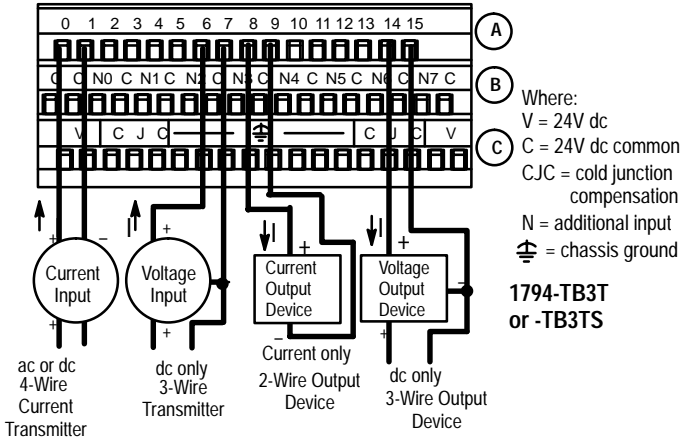 0 1 2 3 4 5 6 7 8 9 10 11 12 13 14 15
A
C C N0 C N1 C N2 C N3 C N4 C N5 C N6 C N7 C
B
V C J C C J C V
C
Where:
V = 24V dc
C = 24V dc common
CJC = cold junction
compensation
N = additional input
= chassis ground
1794-TB3T
or -TB3TS
I I I I
+ – + + +
Current
Input
Voltage
Input
Current
Output
Device
Voltage
Output
Device
–
+ – + – +
ac or dc
4-Wire
Current
Transmitter
dc only
3-Wire
Transmitter
Current only
2-Wire Output
Device
dc only
3-Wire Output
Device